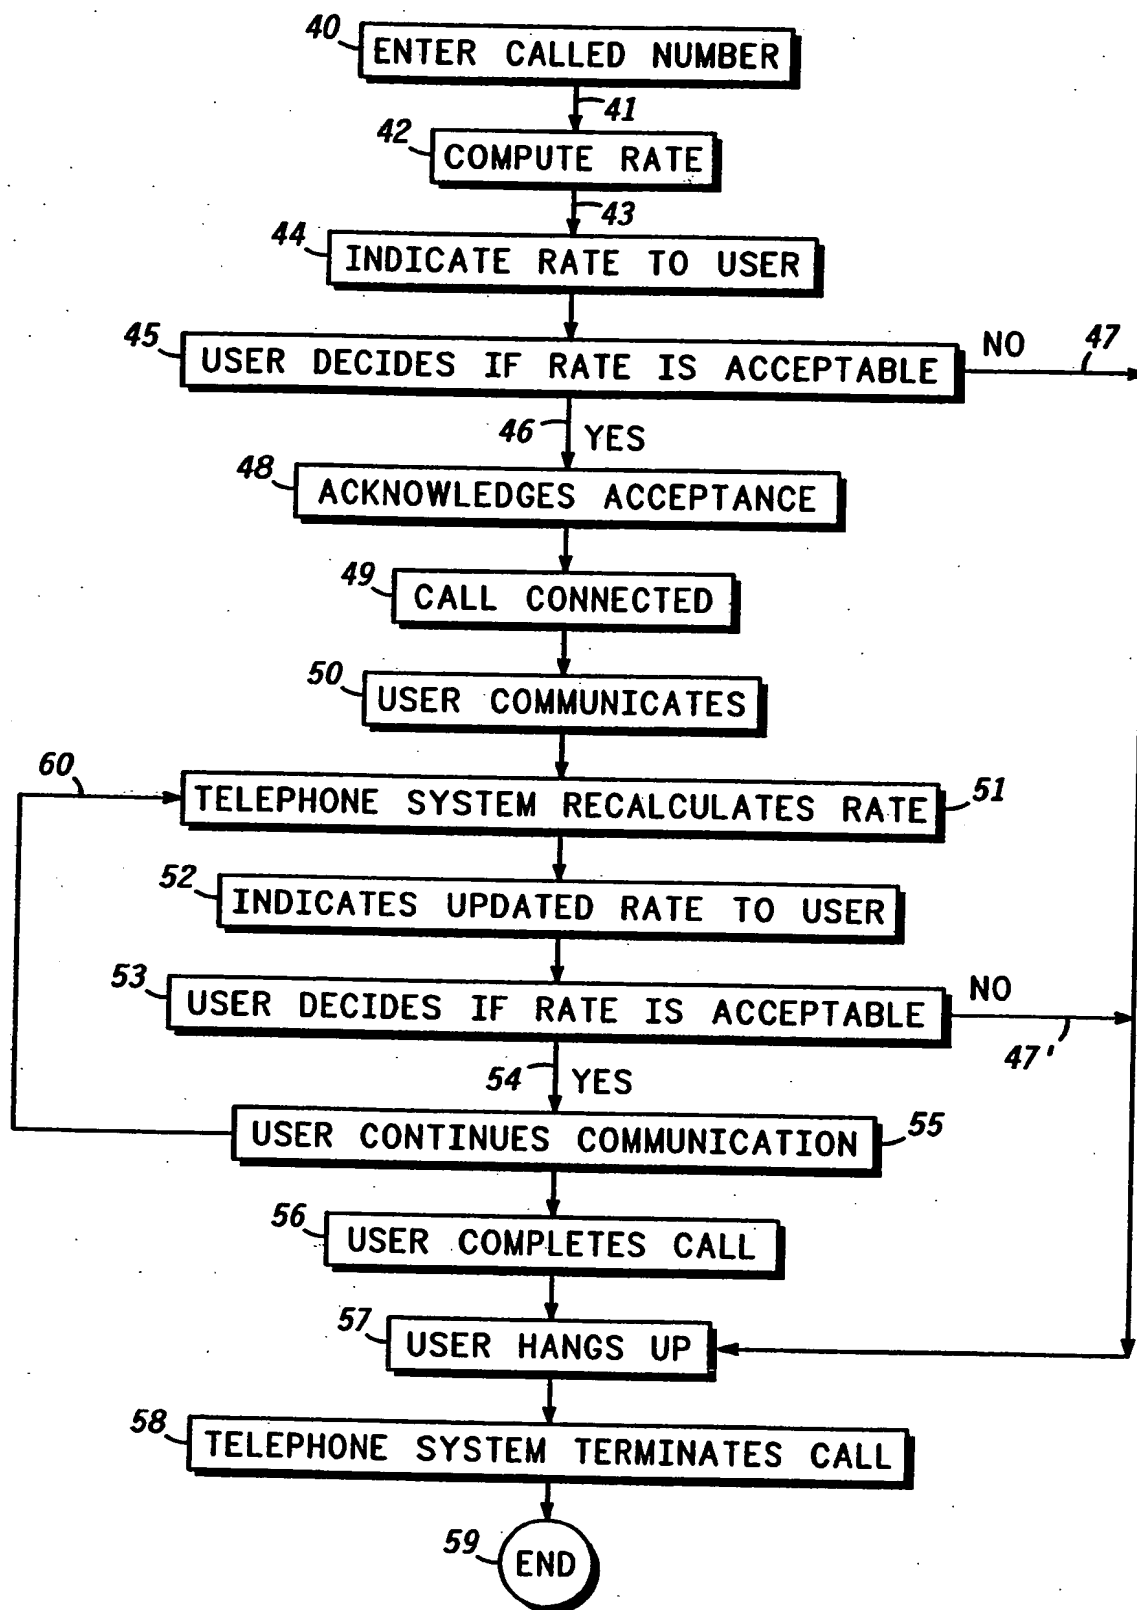 40
ENTER CALLED NUMBER
41
42
COMPUTE RATE
43
44
INDICATE RATE TO USER
45
USER DECIDES IF RATE IS ACCEPTABLE
NO
47
46
YES
48
ACKNOWLEDGES ACCEPTANCE
49
CALL CONNECTED
50
USER COMMUNICATES
60
TELEPHONE SYSTEM RECALCULATES RATE
51
52
INDICATES UPDATED RATE TO USER
53
USER DECIDES IF RATE IS ACCEPTABLE
NO
47'
54
YES
USER CONTINUES COMMUNICATION
55
56
USER COMPLETES CALL
57
USER HANGS UP
58
TELEPHONE SYSTEM TERMINATES CALL
59
END